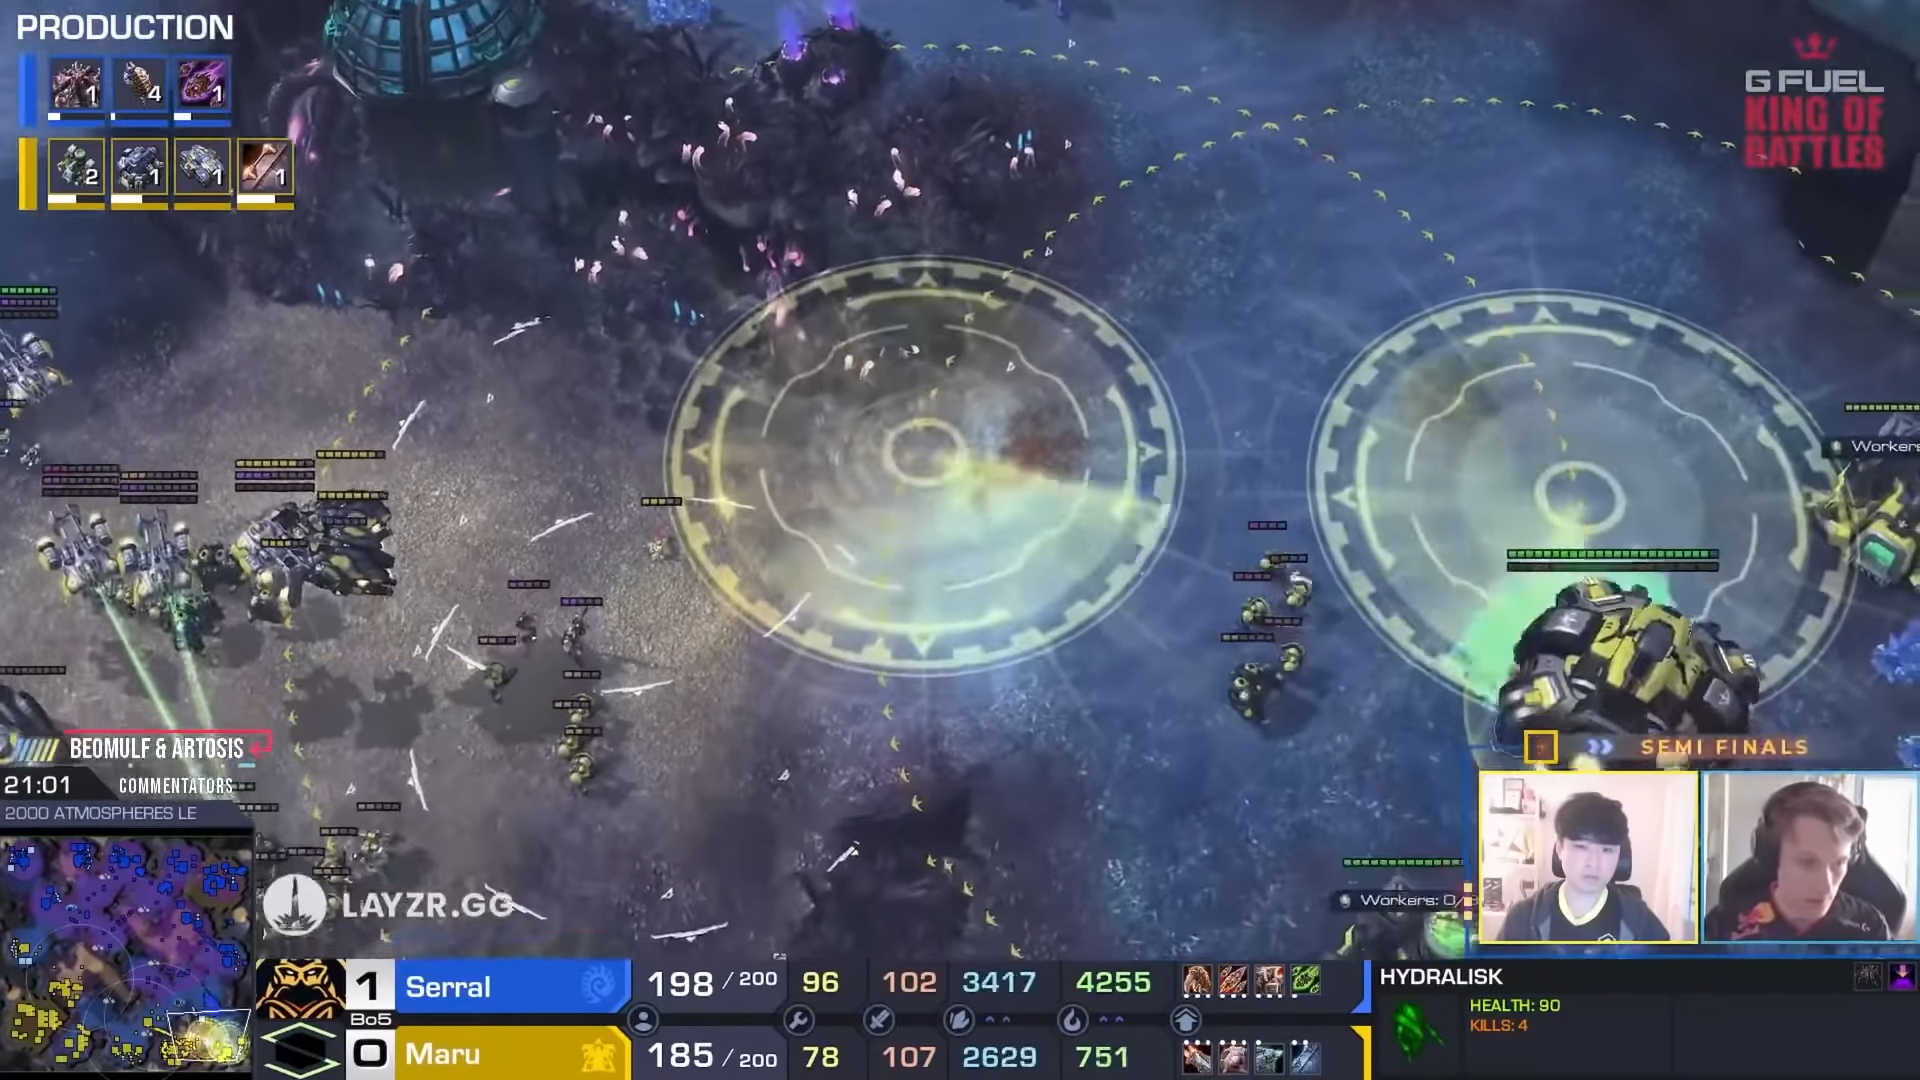 PRODUCTION
1 4 1
2 1 1 1
G FUEL
KING OF
BATTLES
Workers
BEOMULF & ARTOSIS
21:01 COMMENTATORS
2000 ATMOSPHERES LE
SEMI FINALS
LAYZR.GG
Workers: 0/
1 Serral 198 / 200 96 102 3417 4255
Bo5
0 Maru 185 / 200 78 107 2629 751
HYDRALISK
HEALTH: 90
KILLS: 4